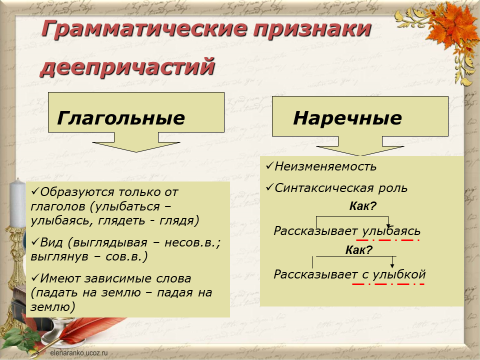 Грамматические признаки
деепричастий
Глагольные
Наречные
✓Образуются только от
глаголов (улыбаться –
улыбаясь, глядеть - глядя)
✓Вид (выглядывая – несов.в.;
выглянув – сов.в.)
✓Имеют зависимые слова
(падать на землю – падая на
землю)
✓Неизменяемость
✓Синтаксическая роль
Как?
Рассказывает улыбаясь
Как?
Рассказывает с улыбкой
elenaranko.ucoz.ru